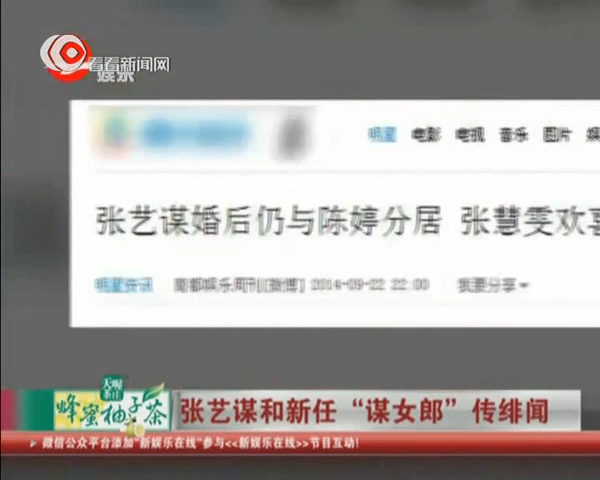 看看新闻网
娱乐
明星 电影 电视 音乐 图片 娱
张艺谋婚后仍与陈婷分居 张慧雯欢喜
明星资讯 南都娱乐周刊[微博] 2014-09-22 22:00 我要分享
天喔
茶庄
蜂蜜柚子茶
张艺谋和新任“谋女郎”传绯闻
微信公众平台添加"新娱乐在线"参与<<新娱乐在线>>节目互动!